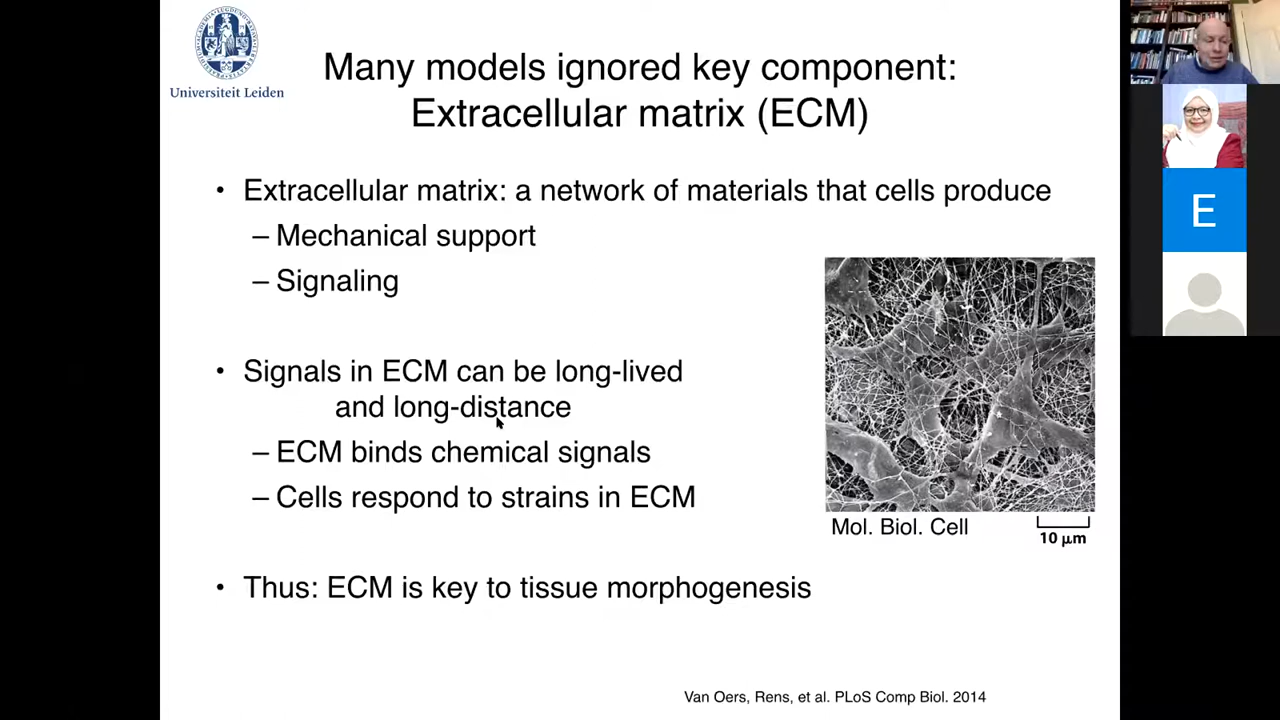 Universiteit Leiden
Many models ignored key component:
Extracellular matrix (ECM)
• Extracellular matrix: a network of materials that cells produce
– Mechanical support
– Signaling
• Signals in ECM can be long-lived
and long-distance
– ECM binds chemical signals
– Cells respond to strains in ECM
Mol. Biol. Cell
10 μm
• Thus: ECM is key to tissue morphogenesis
Van Oers, Rens, et al. PLoS Comp Biol. 2014
E